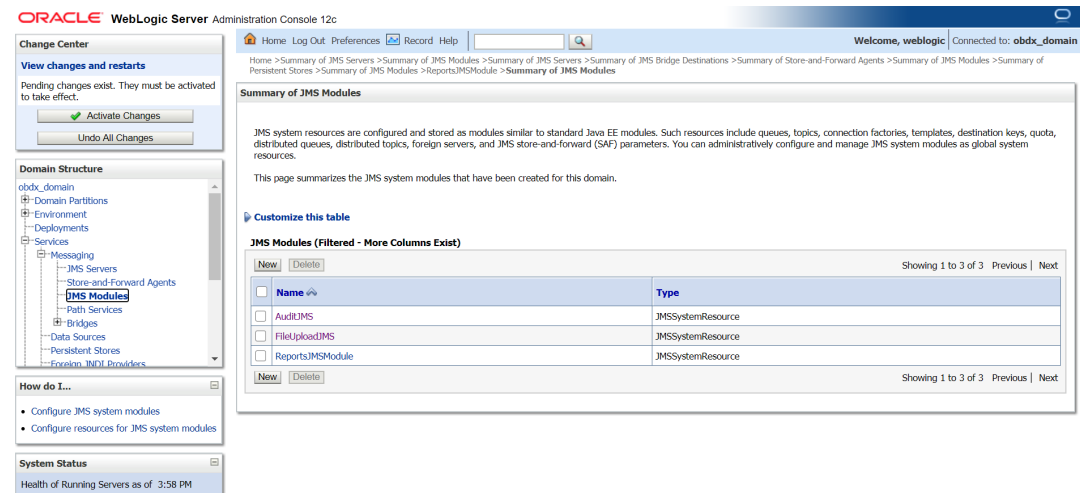 ORACLE WebLogic Server Administration Console 12c
Change Center
View changes and restarts
Pending changes exist. They must be activated
to take effect.
Activate Changes
Undo All Changes
Domain Structure
obdx_domain
Domain Partitions
Environment
Deployments
Services
Messaging
JMS Servers
Store-and-Forward Agents
JMS Modules
Path Services
Bridges
Data Sources
Persistent Stores
Foreign JNDI Providers
How do I...
Configure JMS system modules
Configure resources for JMS system modules
System Status
Health of Running Servers as of 3:58 PM
Home Log Out Preferences Record Help
Welcome, weblogic Connected to: obdx_domain
Home >Summary of JMS Servers >Summary of JMS Modules >Summary of JMS Servers >Summary of JMS Bridge Destinations >Summary of Store-and-Forward Agents >Summary of JMS Modules >Summary of
Persistent Stores >Summary of JMS Modules >ReportsJMSModule >Summary of JMS Modules
Summary of JMS Modules
JMS system resources are configured and stored as modules similar to standard Java EE modules. Such resources include queues, topics, connection factories, templates, destination keys, quota,
distributed queues, distributed topics, foreign servers, and JMS store-and-forward (SAF) parameters. You can administratively configure and manage JMS system modules as global system
resources.
This page summarizes the JMS system modules that have been created for this domain.
Customize this table
JMS Modules (Filtered - More Columns Exist)
New Delete Showing 1 to 3 of 3 Previous | Next
Name Type
AuditJMS JMSSystemResource
FileUploadJMS JMSSystemResource
ReportsJMSModule JMSSystemResource
New Delete Showing 1 to 3 of 3 Previous | Next